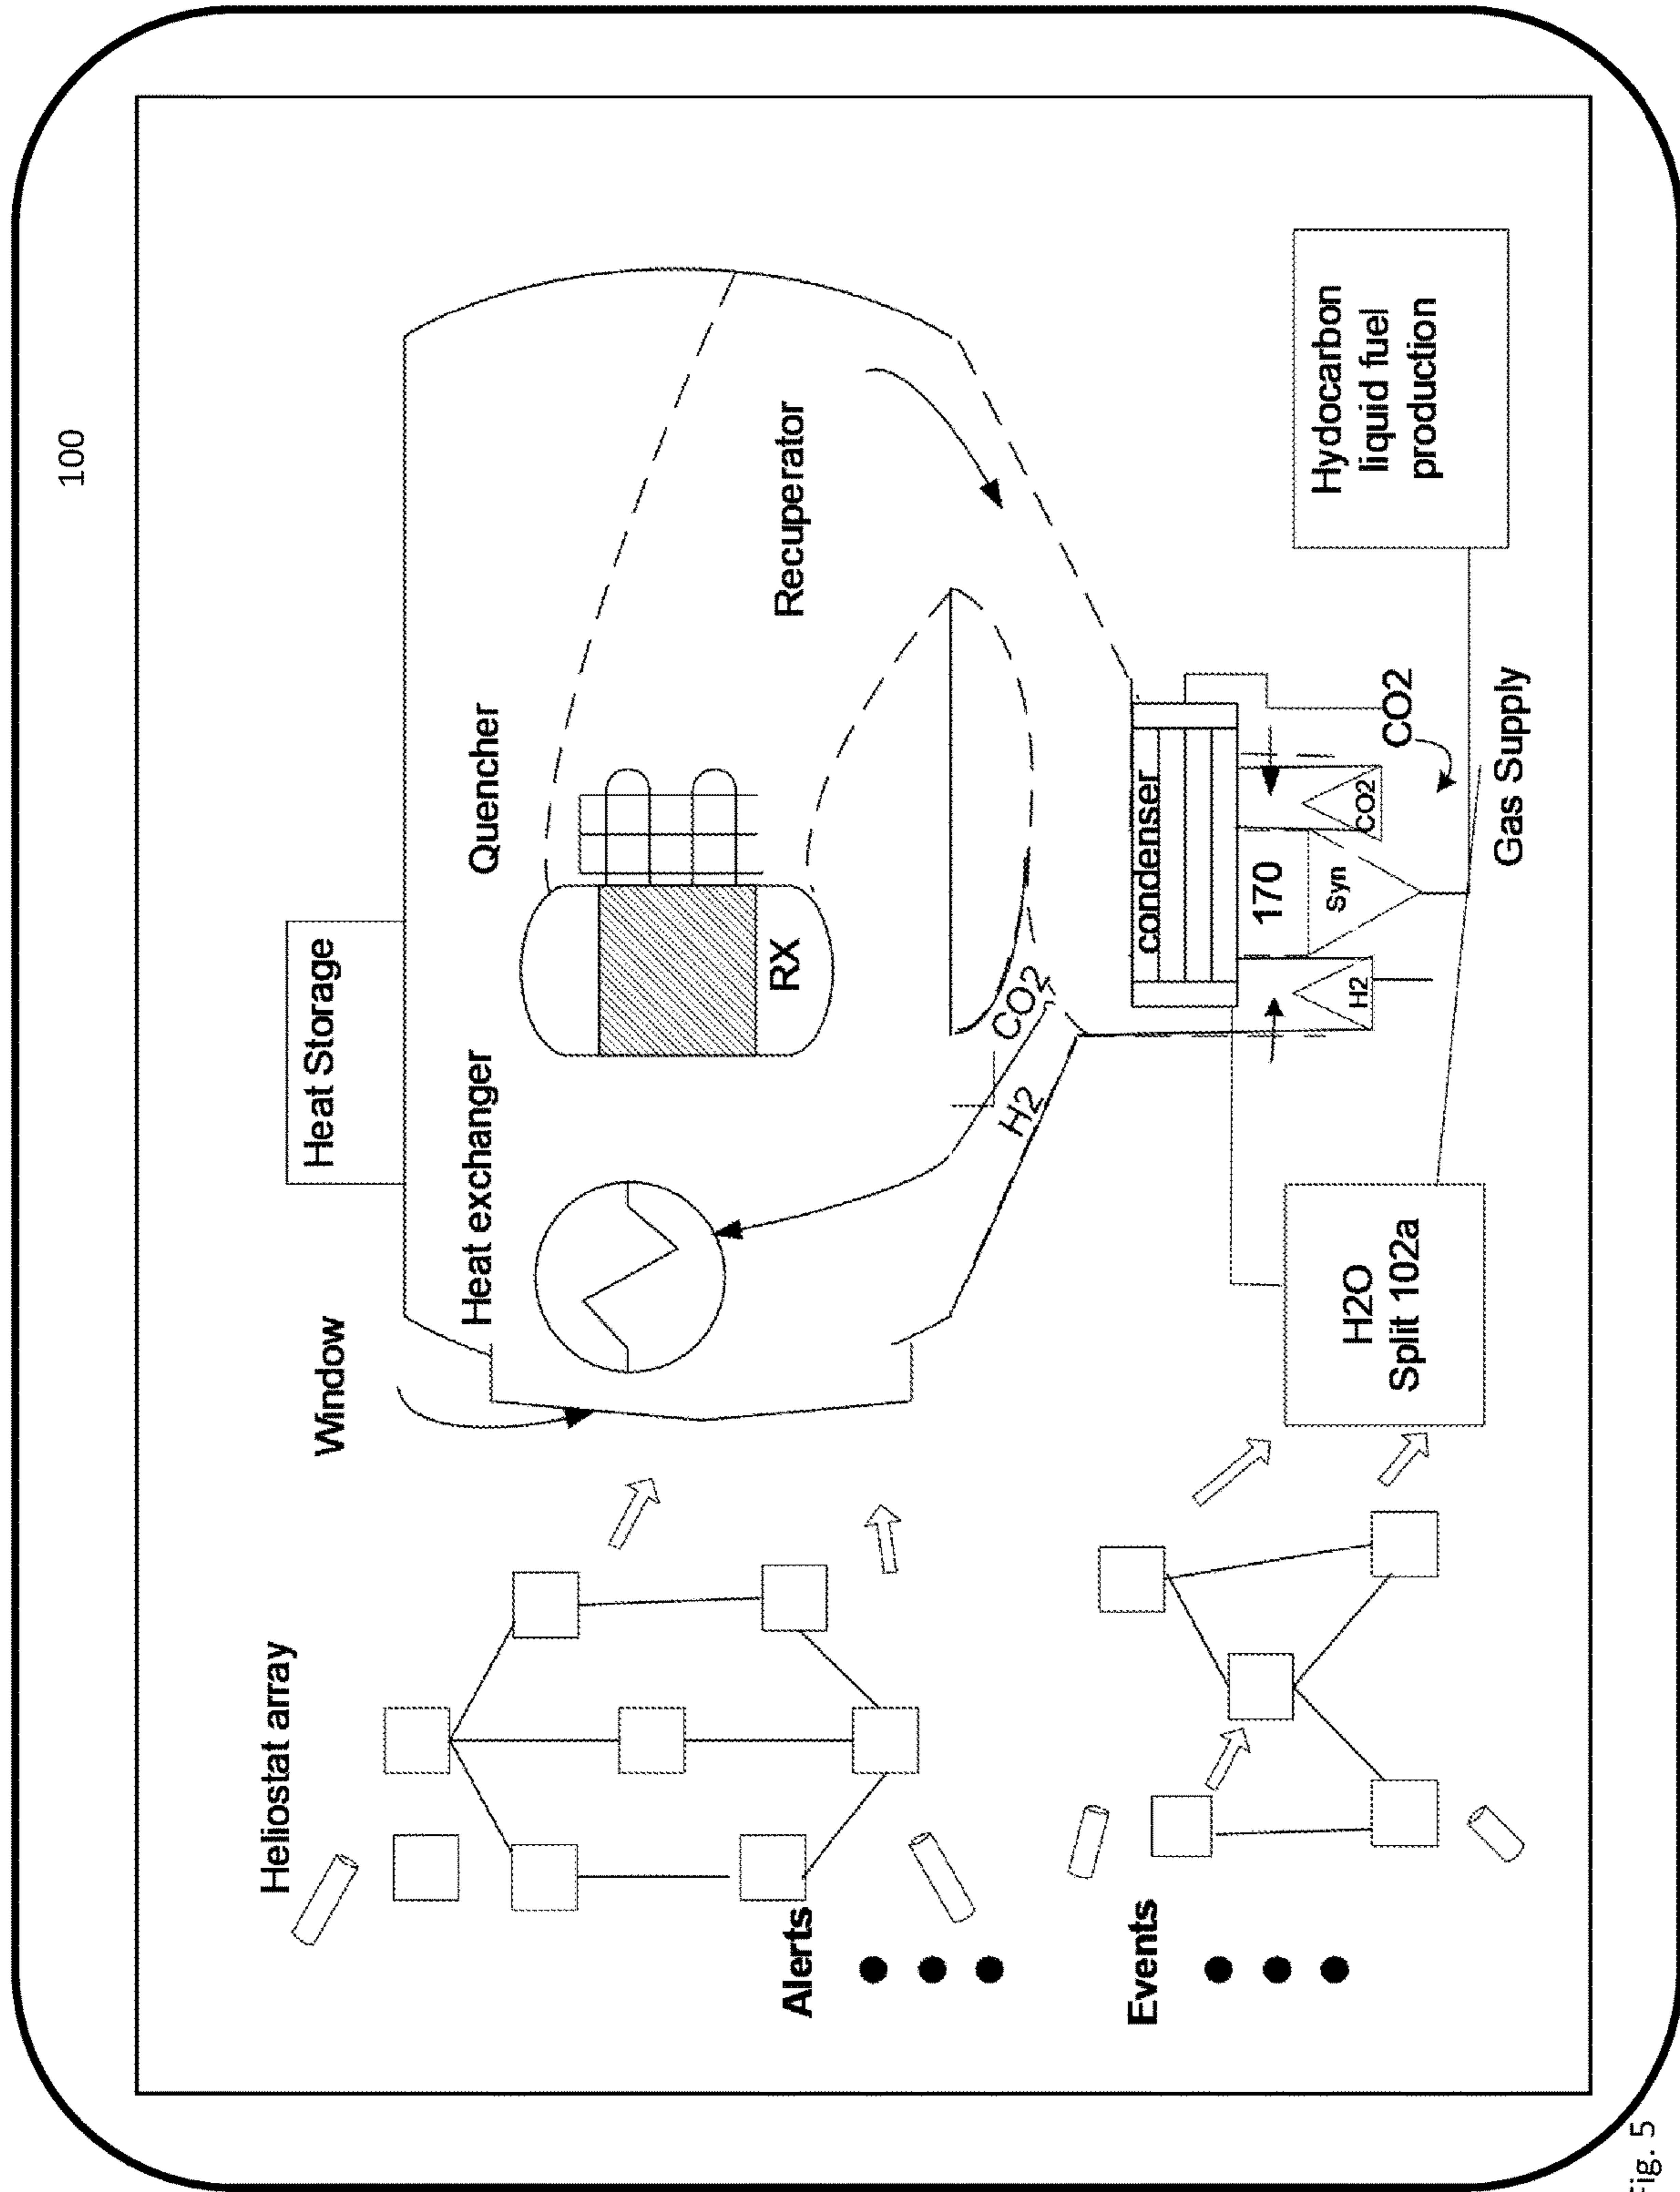 100
Heat Storage
Window
Heliostat array
Heat exchanger
Quencher
RX
Recuperator
Alerts
CO2
H2
condenser
Events
170
H2
Syn
CO2
CO2
H2O
Split 102a
Gas Supply
Hydocarbon
liquid fuel
production
Fig. 5